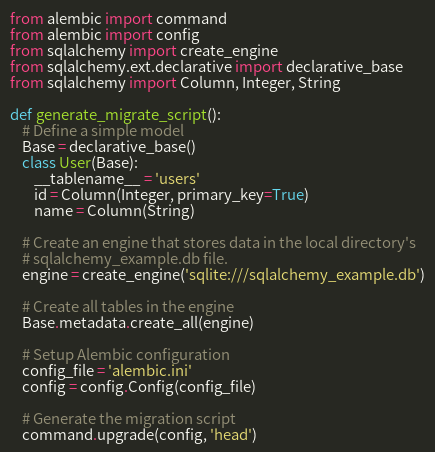 from alembic import command
from alembic import config
from sqlalchemy import create_engine
from sqlalchemy.ext.declarative import declarative_base
from sqlalchemy import Column, Integer, String

def generate_migrate_script():
    # Define a simple model
    Base = declarative_base()
    class User(Base):
        __tablename__ = 'users'
        id = Column(Integer, primary_key=True)
        name = Column(String)

    # Create an engine that stores data in the local directory's
    # sqlalchemy_example.db file.
    engine = create_engine('sqlite:///sqlalchemy_example.db')

    # Create all tables in the engine
    Base.metadata.create_all(engine)

    # Setup Alembic configuration
    config_file = 'alembic.ini'
    config = config.Config(config_file)

    # Generate the migration script
    command.upgrade(config, 'head')